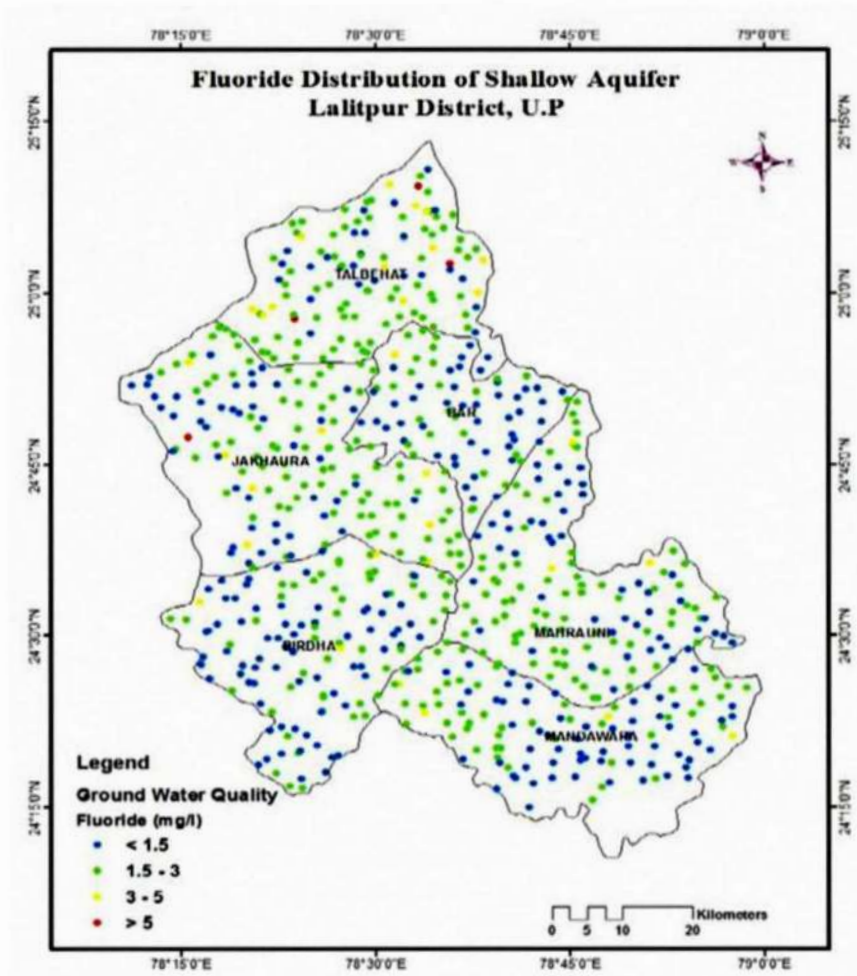 78°15'0"E 78°30'0"E 78°45'0"E 79°0'0"E
Fluoride Distribution of Shallow Aquifer
Lalitpur District, U.P
25°15'0"N 25°15'0"N
N
W E
S
TALBEHAT
25°0'0"N 25°0'0"N
BAR
JAKHAURA
24°45'0"N 24°45'0"N
MAHRAUNI
24°30'0"N 24°30'0"N
BIRDHA
MANDAWARA
Legend
Ground Water Quality
Fluoride (mg/l)
< 1.5
1.5 - 3
3 - 5
> 5
24°15'0"N 24°15'0"N
Kilometers
0 5 10 20
78°15'0"E 78°30'0"E 78°45'0"E 79°0'0"E